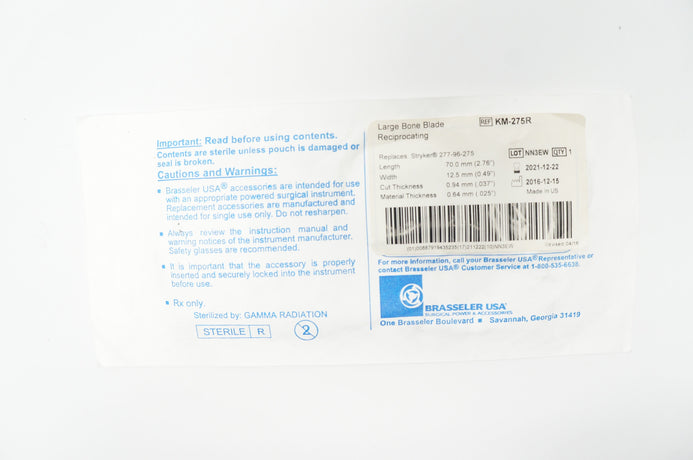 Important: Read before using contents.
Contents are sterile unless pouch is damaged or
seal is broken.
Cautions and Warnings:
• Brasseler USA® accessories are intended for use
with an appropriate powered surgical instrument.
Replacement accessories are manufactured and
intended for single use only. Do not resharpen.
• Always review the instruction manual and
warning notices of the instrument manufacturer.
Safety glasses are recommended.
• It is important that the accessory is properly
inserted and securely locked into the instrument
before use.
• Rx only.
Sterilized by: GAMMA RADIATION
STERILE R 2
Large Bone Blade REF KM-275R
Reciprocating
Replaces: Stryker® 277-96-275 LOT NN3EW QTY 1
Length 70.0 mm (2.76") 2021-12-22
Width 12.5 mm (0.49") 2016-12-15
Cut Thickness 0.94 mm (.037") Made in US
Material Thickness 0.64 mm (.025")
Revised 04/16
For more information, call your Brasseler USA® Representative or
contact Brasseler USA® Customer Service at 1-800-535-6638.
BRASSELER USA®
SURGICAL POWER & ACCESSORIES
One Brasseler Boulevard ■ Savannah, Georgia 31419